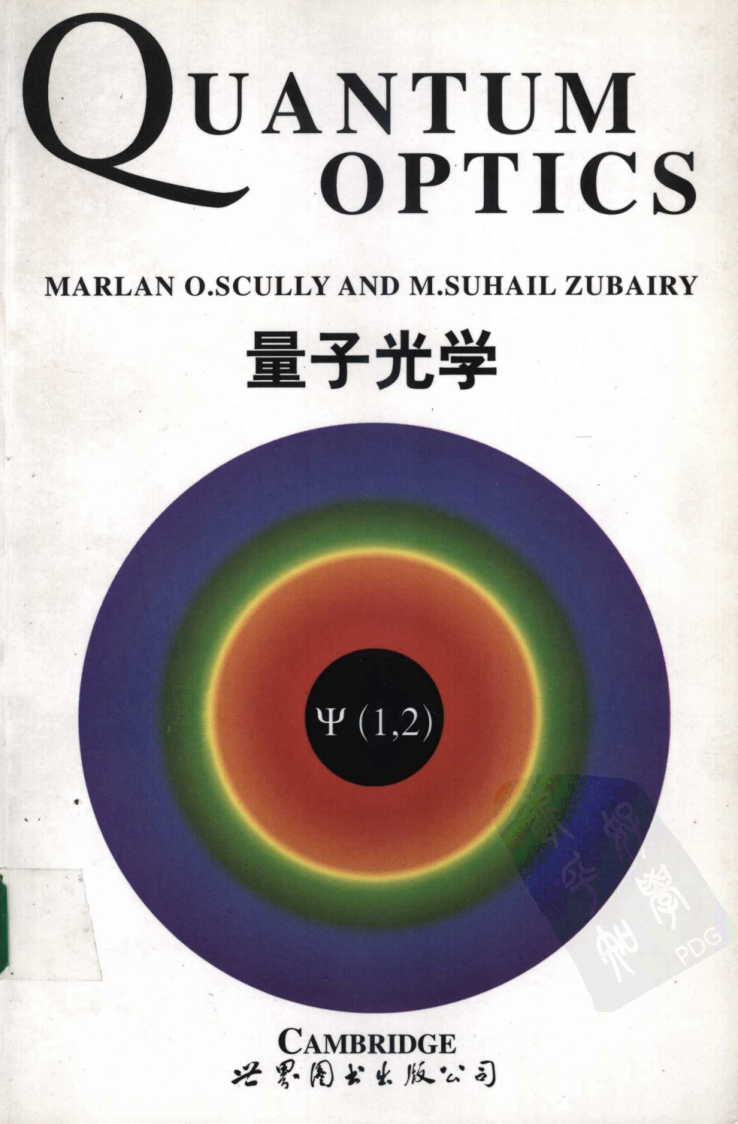 QUANTUM
OPTICS
MARLAN O.SCULLY AND M.SUHAIL ZUBAIRY
量子光学
Ψ (1,2)
PDG
CAMBRIDGE
世界图书出版公司